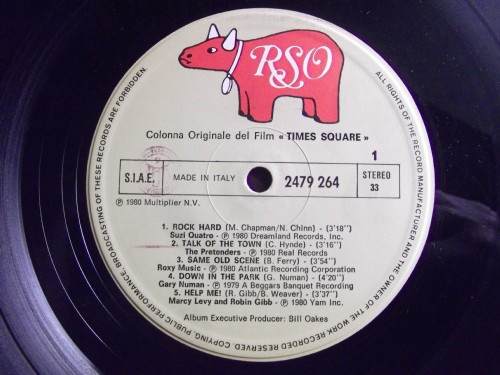 RSO
Colonna Originale del Film « TIMES SQUARE »
1
S.I.A.E.
MADE IN ITALY
2479 264
STEREO
33
℗ 1980 Multiplier N.V.
1. ROCK HARD (M. Chapman/N. Chinn) - (3'18'')
Suzi Quatro - ℗ 1980 Dreamland Records, Inc.
2. TALK OF THE TOWN (C. Hynde) - (3'16'')
The Pretenders - ℗ 1980 Real Records
3. SAME OLD SCENE (B. Ferry) - (3'54'')
Roxy Music - ℗ 1980 Atlantic Recording Corporation
4. DOWN IN THE PARK (G. Numan) - (4'20'')
Gary Numan - ℗ 1979 A Beggars Banquet Recording
5. HELP ME! (R. Gibb/B. Weaver) - (3'37'')
Marcy Levy and Robin Gibb - ℗ 1980 Yam Inc.
Album Executive Producer: Bill Oakes
ALL RIGHTS OF THE RECORD MANUFACTURER AND THE OWNER OF THE WORK RECORDED RESERVED. COPYING, PUBLIC PERFORMANCE, BROADCASTING OF THESE RECORDS ARE FORBIDDEN.